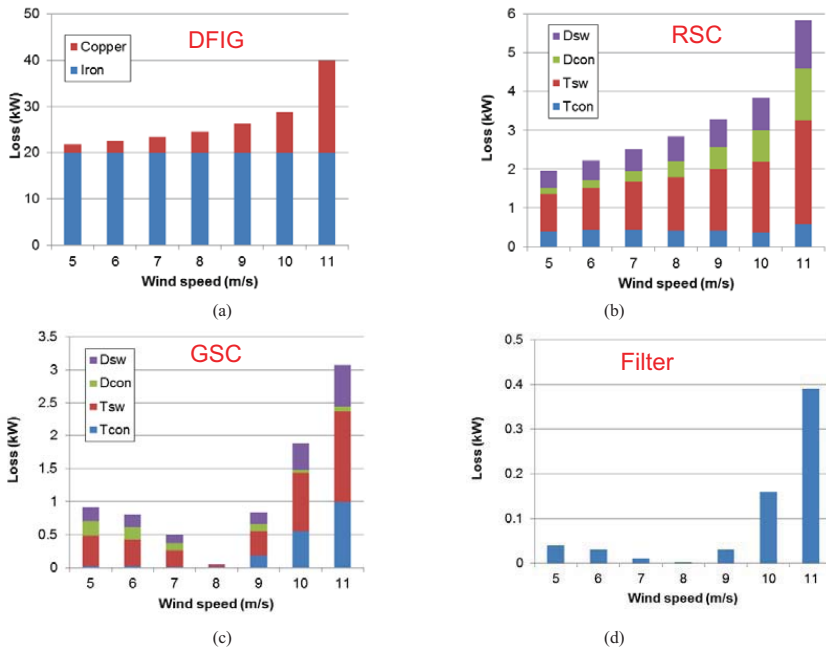 DFIG
Copper
Iron
Loss (kW)
50
40
30
20
10
0
5 6 7 8 9 10 11
Wind speed (m/s)
(a)
RSC
Dsw
Dcon
Tsw
Tcon
Loss (kW)
6
5
4
3
2
1
0
5 6 7 8 9 10 11
Wind speed (m/s)
(b)
GSC
Dsw
Dcon
Tsw
Tcon
Loss (kW)
3.5
3
2.5
2
1.5
1
0.5
0
5 6 7 8 9 10 11
Wind speed (m/s)
(c)
Filter
Loss (kW)
0.5
0.4
0.3
0.2
0.1
0
5 6 7 8 9 10 11
Wind speed (m/s)
(d)